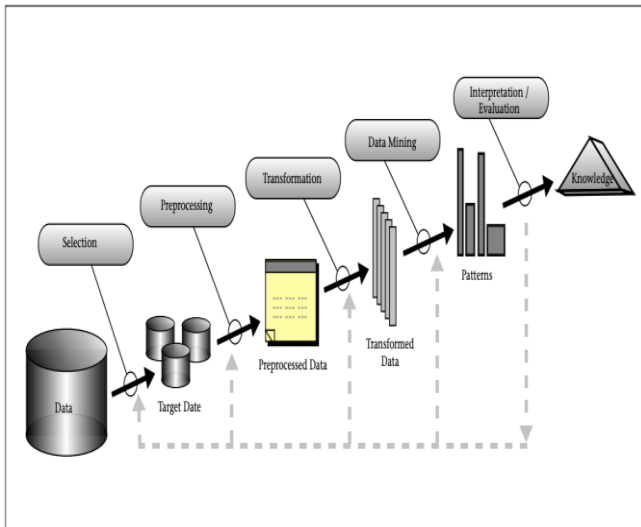 Interpretation /
Evaluation
Data Mining
Knowledge
Transformation
Preprocessing
Patterns
Selection
Transformed
Data
Preprocessed Data
Target Date
Data